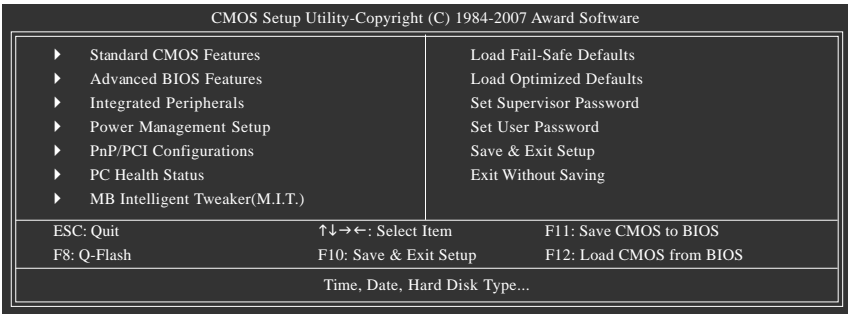 CMOS Setup Utility-Copyright (C) 1984-2007 Award Software
Standard CMOS Features
Advanced BIOS Features
Integrated Peripherals
Power Management Setup
PnP/PCI Configurations
PC Health Status
MB Intelligent Tweaker(M.I.T.)
Load Fail-Safe Defaults
Load Optimized Defaults
Set Supervisor Password
Set User Password
Save & Exit Setup
Exit Without Saving
ESC: Quit ↑↓→←: Select Item F11: Save CMOS to BIOS
F8: Q-Flash F10: Save & Exit Setup F12: Load CMOS from BIOS
Time, Date, Hard Disk Type...